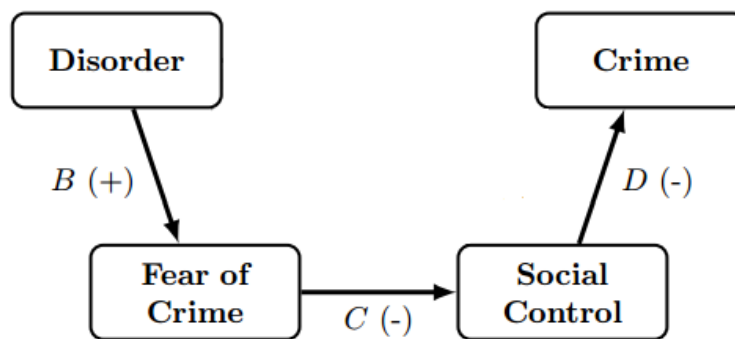 Disorder
Crime
B (+)
D (-)
Fear of
Crime
C (-)
Social
Control